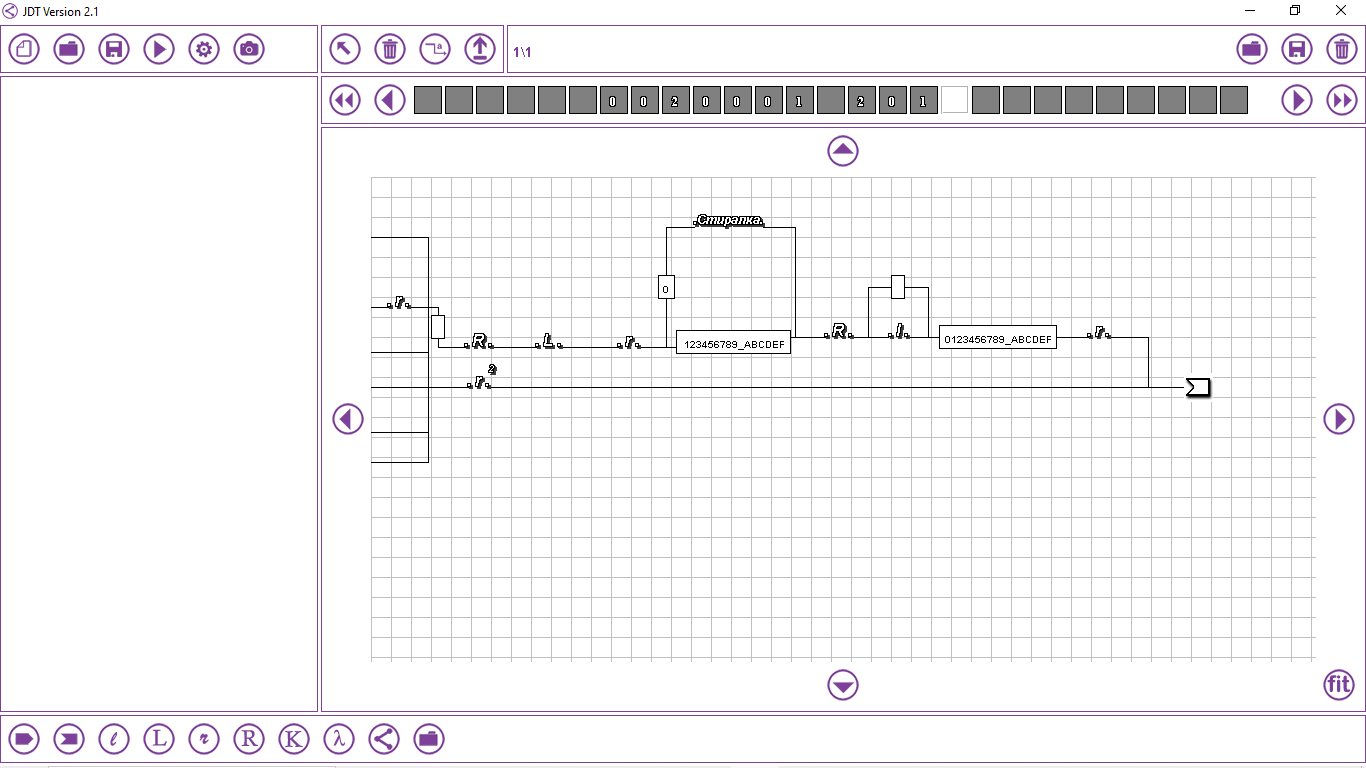 JDT Version 2.1
1\1
0 0 2 0 0 0 1 2 0 1
.Стиралка.
0
.r.
.R.
.l.
.R.
.L.
.r.
123456789_ABCDEF
0123456789_ABCDEF
.r.
.r.²
fit
l L r R K λ